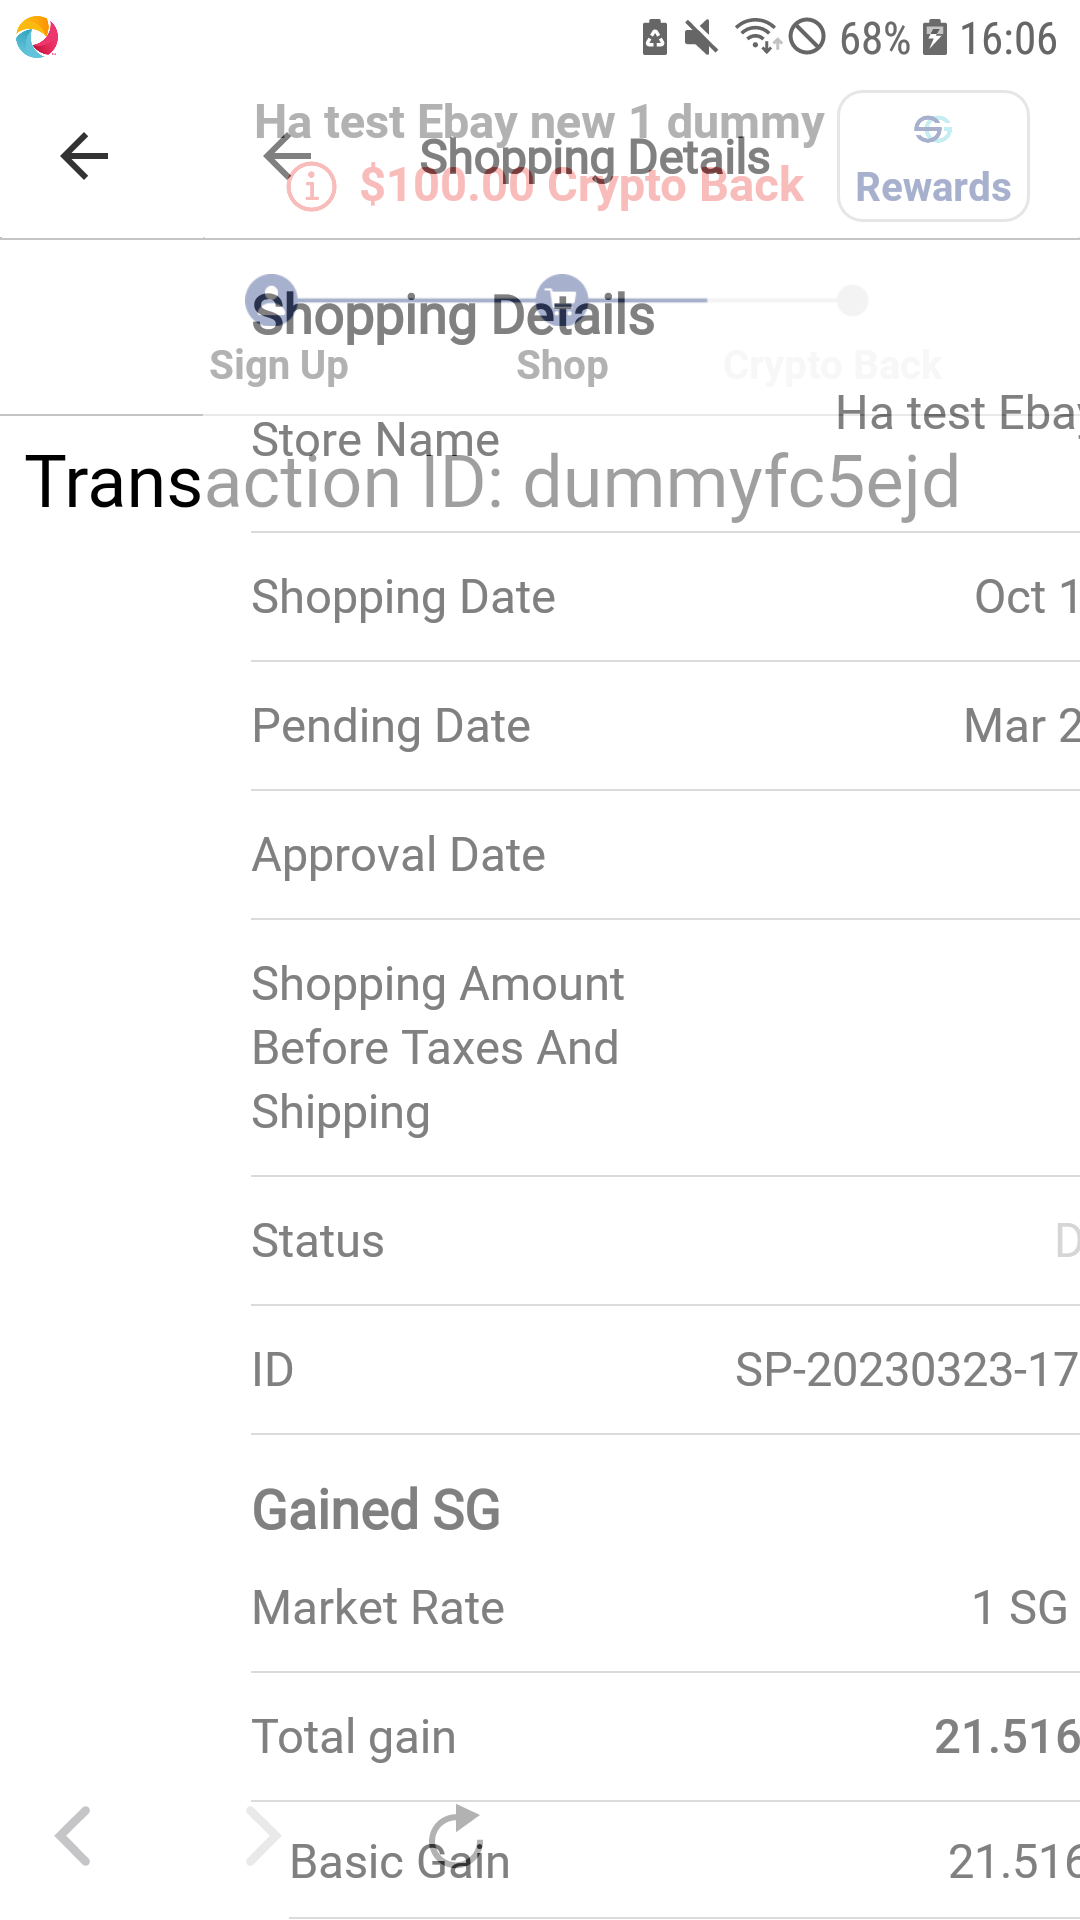 68% 16:06
Ha test Ebay new 1 dummy
Shopping Details
$100.00 Crypto Back
Rewards
Shopping Details
Sign Up
Shop
Crypto Back
Store Name
Ha test Ebay
Transaction ID: dummyfc5ejd
Shopping Date
Oct 1
Pending Date
Mar 2
Approval Date
Shopping Amount
Before Taxes And
Shipping
Status
D
ID
SP-20230323-17
Gained SG
Market Rate
1 SG
Total gain
21.516
Basic Gain
21.516